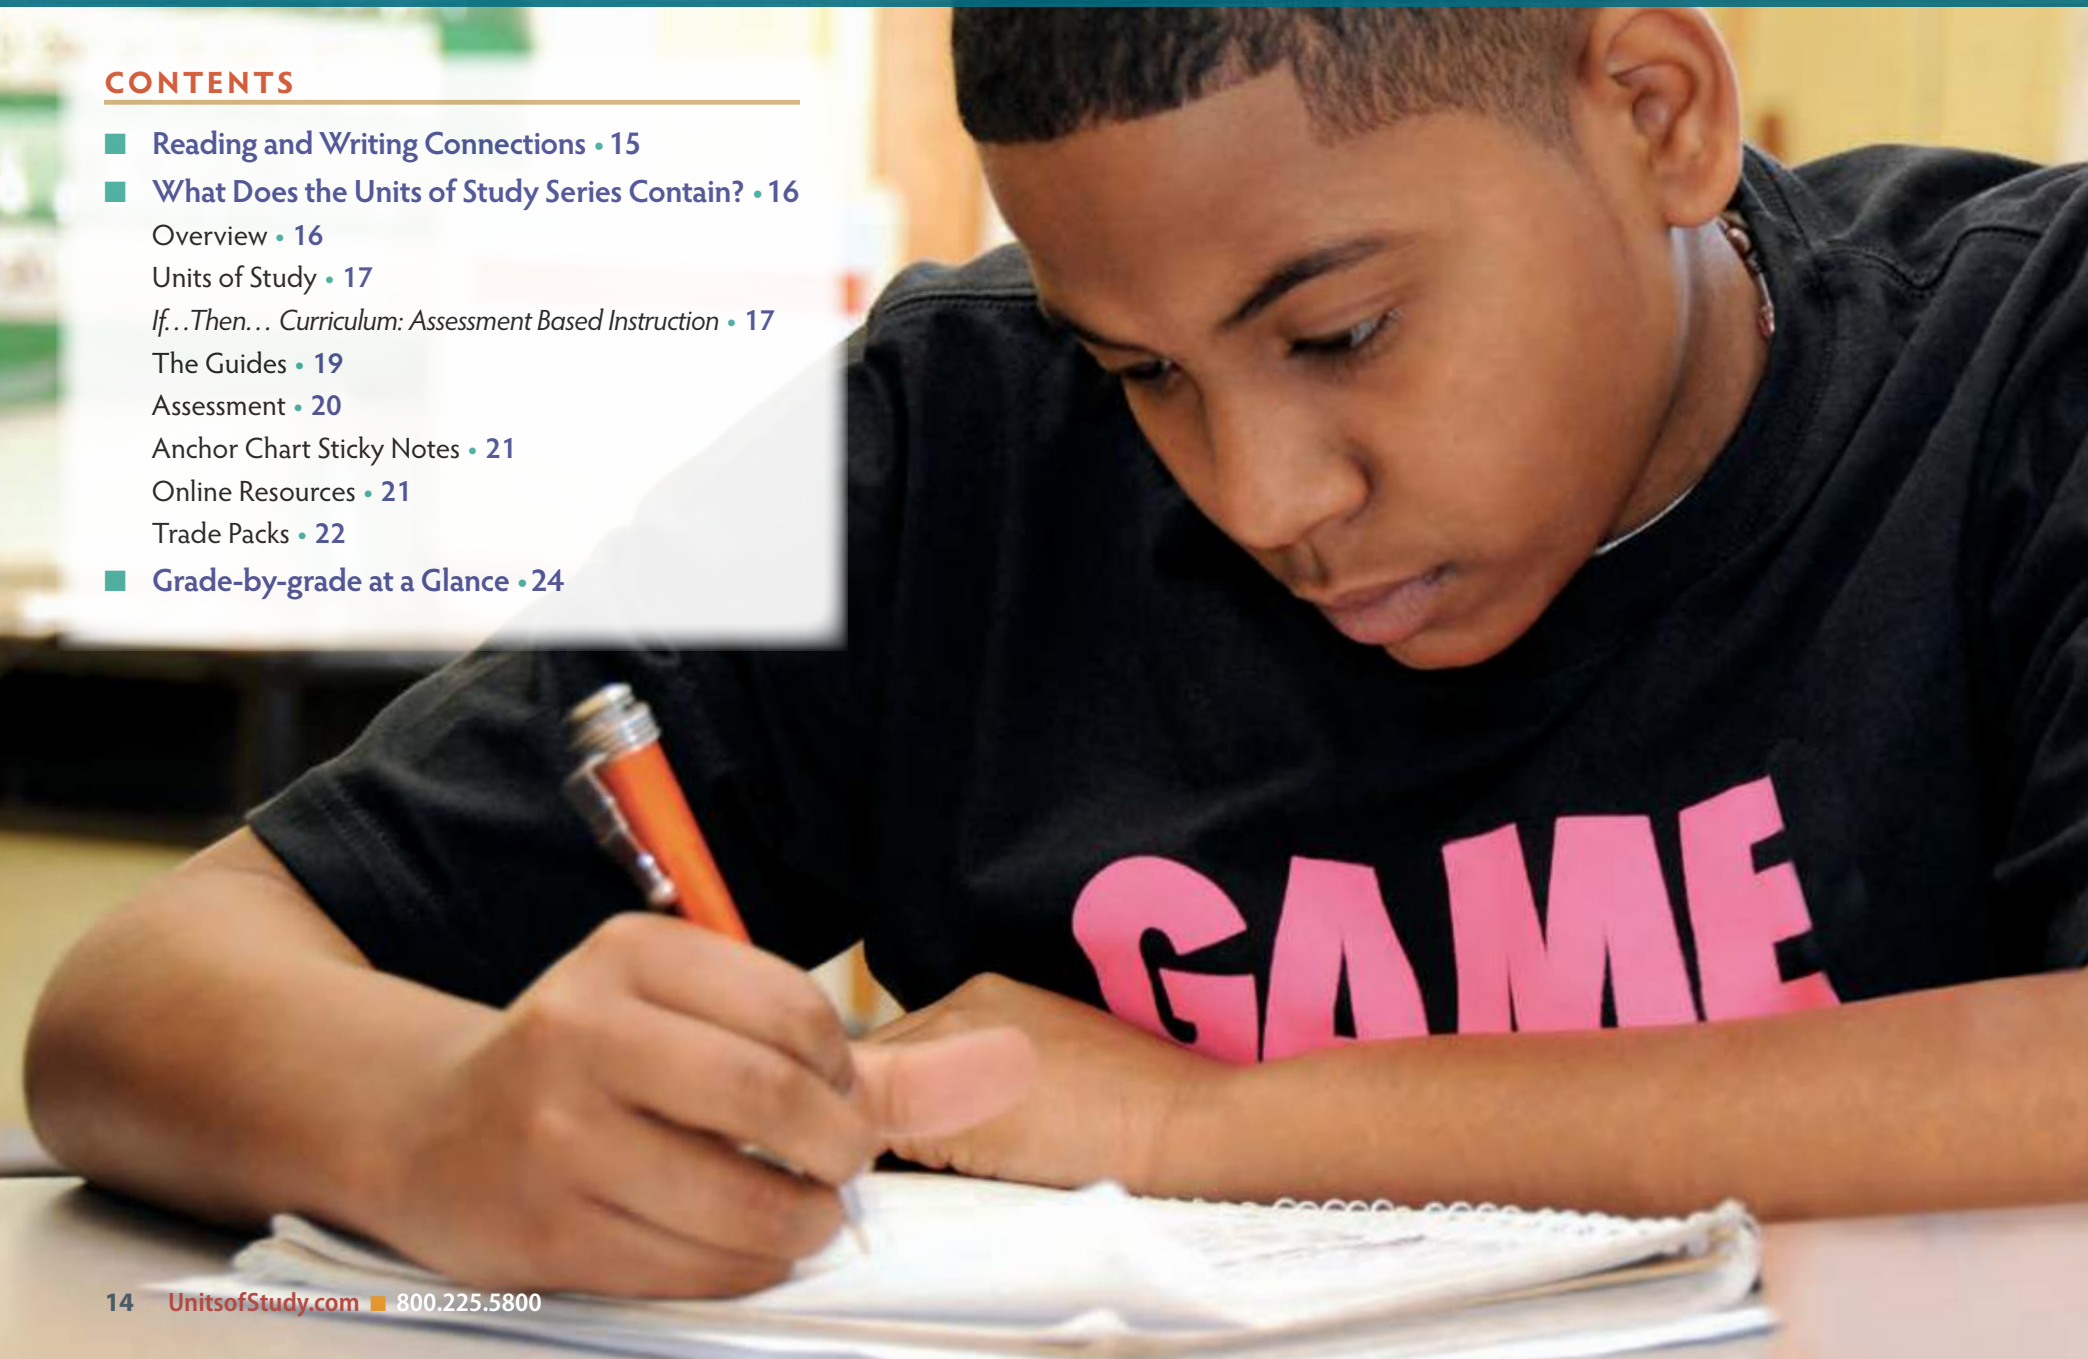 CONTENTS
■ Reading and Writing Connections • 15
■ What Does the Units of Study Series Contain? • 16
Overview • 16
Units of Study • 17
If…Then… Curriculum: Assessment Based Instruction • 17
The Guides • 19
Assessment • 20
Anchor Chart Sticky Notes • 21
Online Resources • 21
Trade Packs • 22
■ Grade-by-grade at a Glance • 24
GAME
14 UnitsofStudy.com ■ 800.225.5800